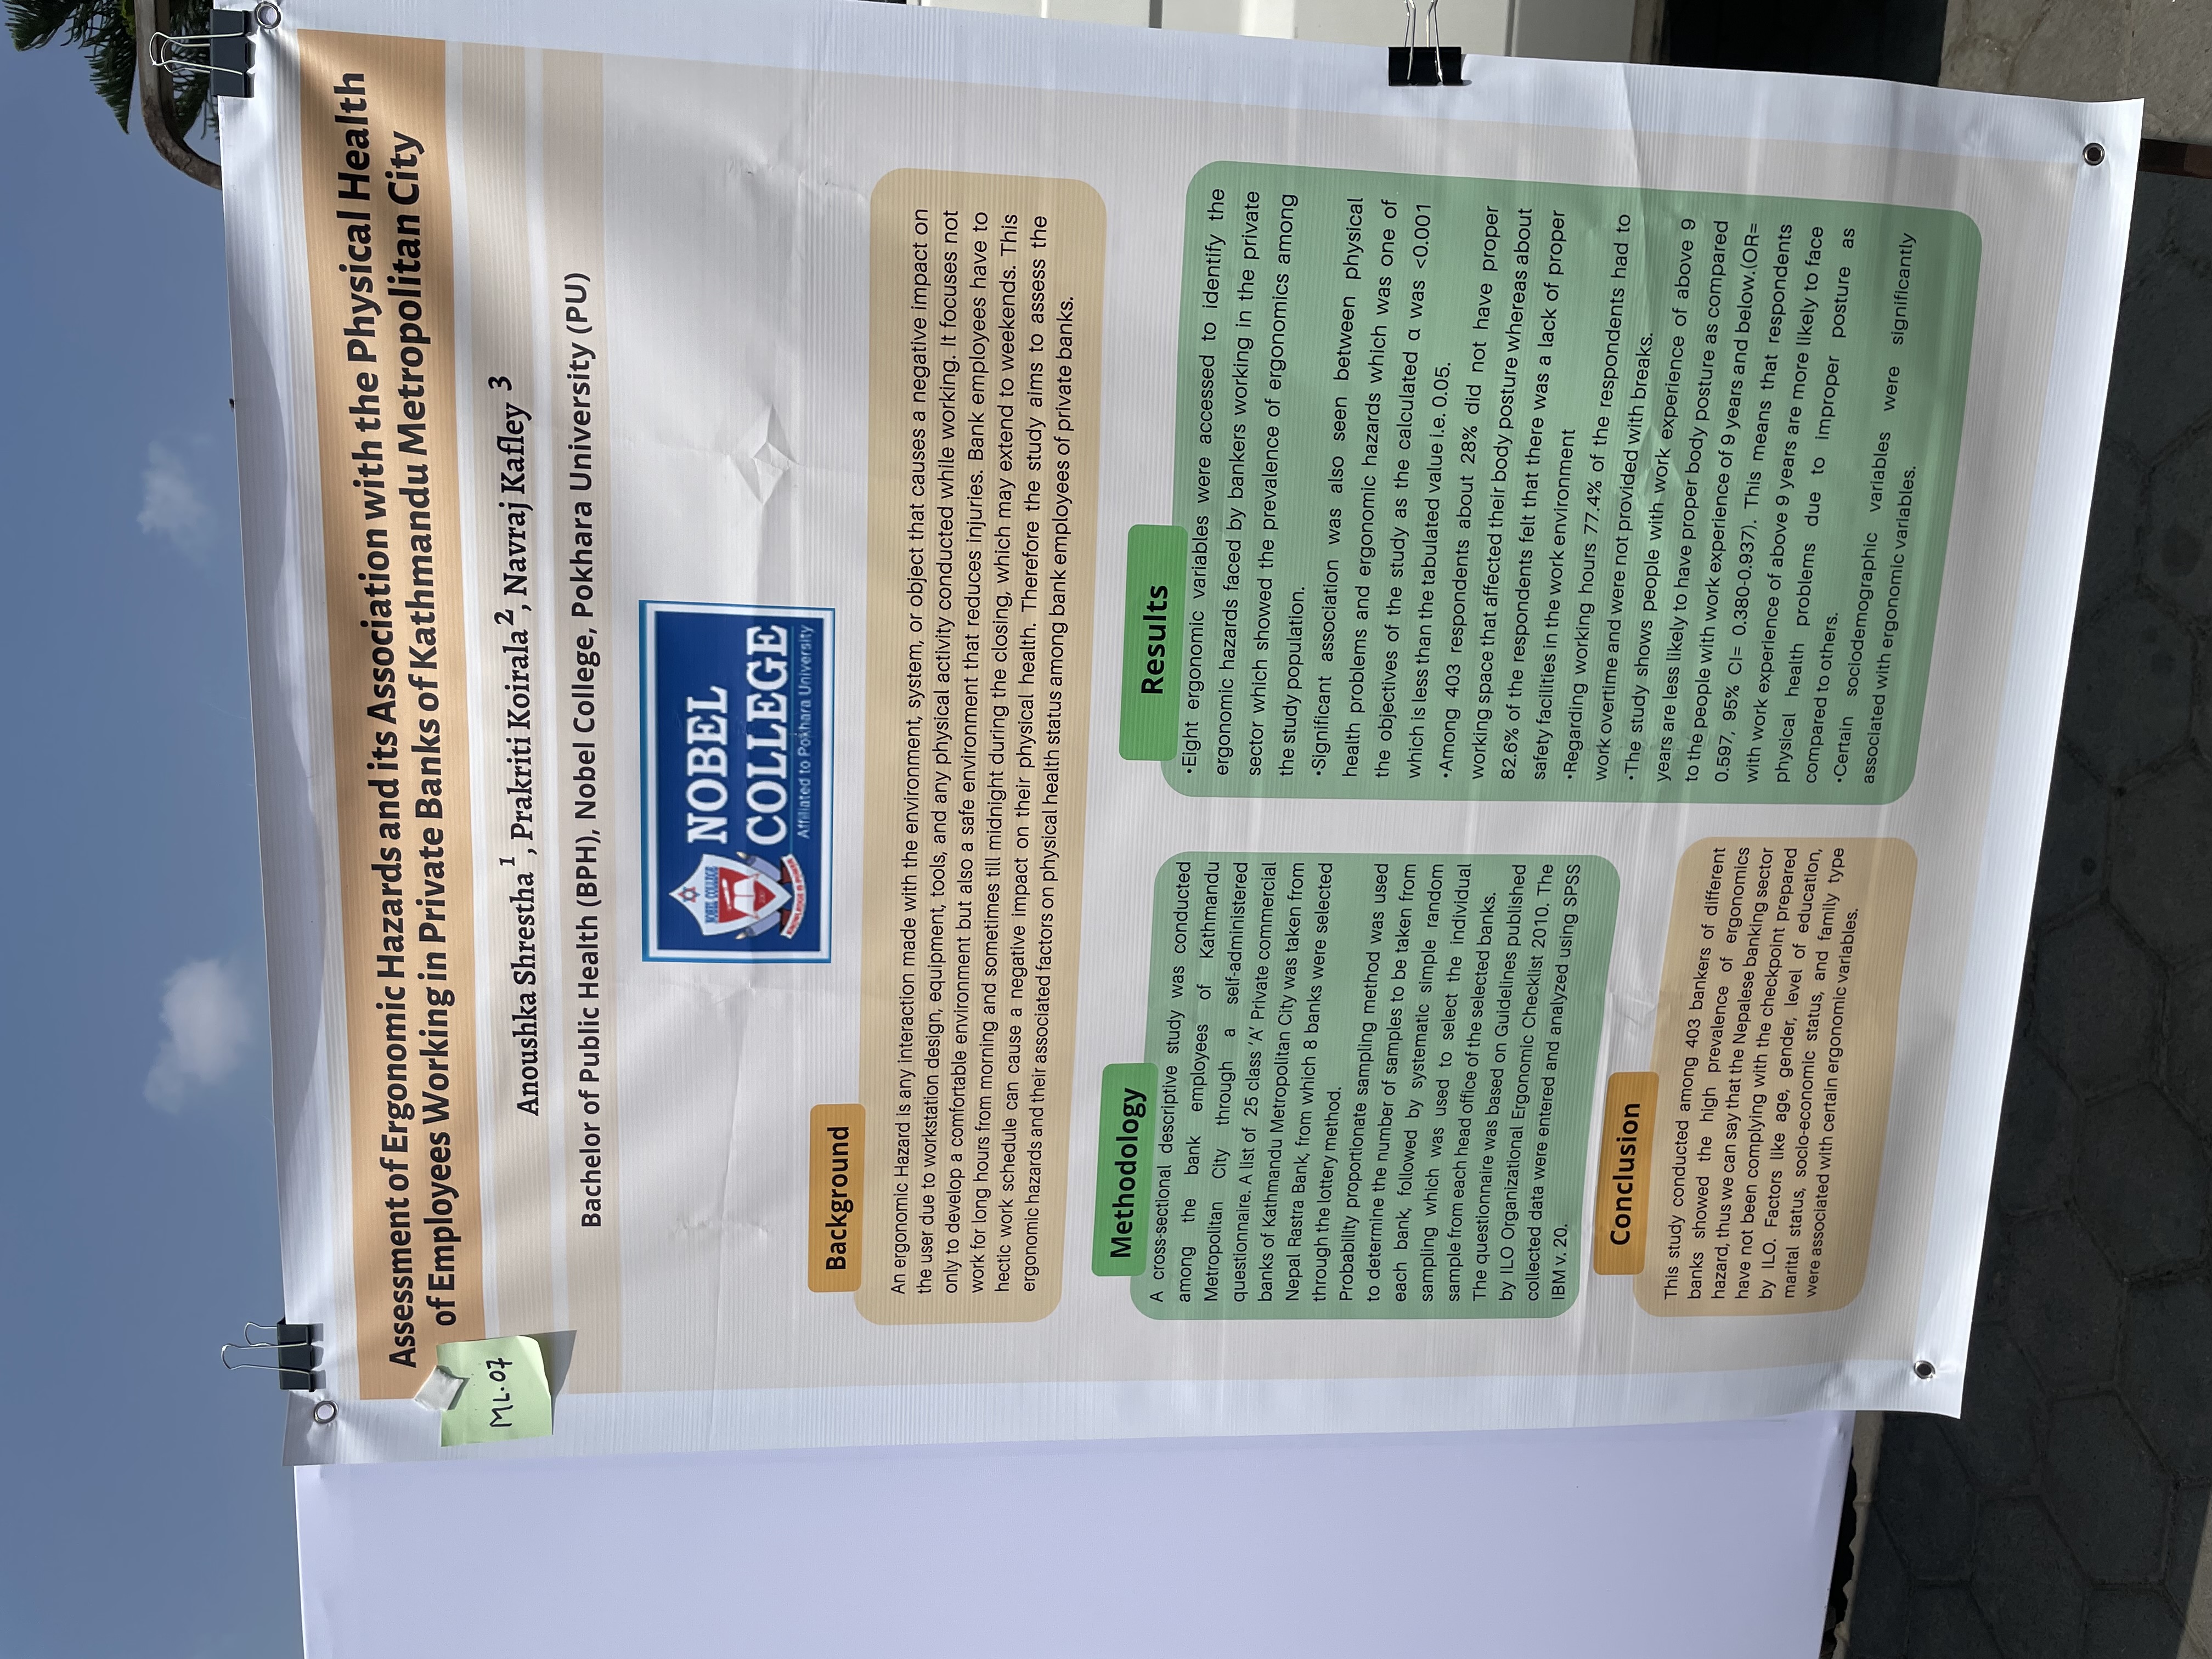 Assessment of Ergonomic Hazards and its Association with the Physical Health
of Employees Working in Private Banks of Kathmandu Metropolitan City
ML.07
Anoushka Shrestha 1, Prakriti Koirala 2, Navraj Kafley 3
Bachelor of Public Health (BPH), Nobel College, Pokhara University (PU)
NOBEL COLLEGE
KNOWLEDGE IS POWER
NOBEL
COLLEGE
Affiliated to Pokhara University
Background
An ergonomic Hazard is any interaction made with the environment, system, or object that causes a negative impact on
the user due to workstation design, equipment, tools, and any physical activity conducted while working. It focuses not
only to develop a comfortable environment but also a safe environment that reduces injuries. Bank employees have to
work for long hours from morning and sometimes till midnight during the closing, which may extend to weekends. This
hectic work schedule can cause a negative impact on their physical health. Therefore the study aims to assess the
ergonomic hazards and their associated factors on physical health status among bank employees of private banks.
Methodology
A cross-sectional descriptive study was conducted
among the bank employees of Kathmandu
Metropolitan City through a self-administered
questionnaire. A list of 25 class ‘A’ Private commercial
banks of Kathmandu Metropolitan City was taken from
Nepal Rastra Bank, from which 8 banks were selected
through the lottery method.
Probability proportionate sampling method was used
to determine the number of samples to be taken from
each bank, followed by systematic simple random
sampling which was used to select the individual
sample from each head office of the selected banks.
The questionnaire was based on Guidelines published
by ILO Organizational Ergonomic Checklist 2010. The
collected data were entered and analyzed using SPSS
IBM v. 20.
Conclusion
This study conducted among 403 bankers of different
banks showed the high prevalence of ergonomics
hazard, thus we can say that the Nepalese banking sector
have not been complying with the checkpoint prepared
by ILO. Factors like age, gender, level of education,
marital status, socio-economic status, and family type
were associated with certain ergonomic variables.
Results
•Eight ergonomic variables were accessed to identify the
ergonomic hazards faced by bankers working in the private
sector which showed the prevalence of ergonomics among
the study population.
•Significant association was also seen between physical
health problems and ergonomic hazards which was one of
the objectives of the study as the calculated α was <0.001
which is less than the tabulated value i.e. 0.05.
•Among 403 respondents about 28% did not have proper
working space that affected their body posture whereas about
82.6% of the respondents felt that there was a lack of proper
safety facilities in the work environment
•Regarding working hours 77.4% of the respondents had to
work overtime and were not provided with breaks.
•The study shows people with work experience of above 9
years are less likely to have proper body posture as compared
to the people with work experience of 9 years and below.(OR=
0.597, 95% CI= 0.380-0.937). This means that respondents
with work experience of above 9 years are more likely to face
physical health problems due to improper posture as
compared to others.
•Certain sociodemographic variables were significantly
associated with ergonomic variables.